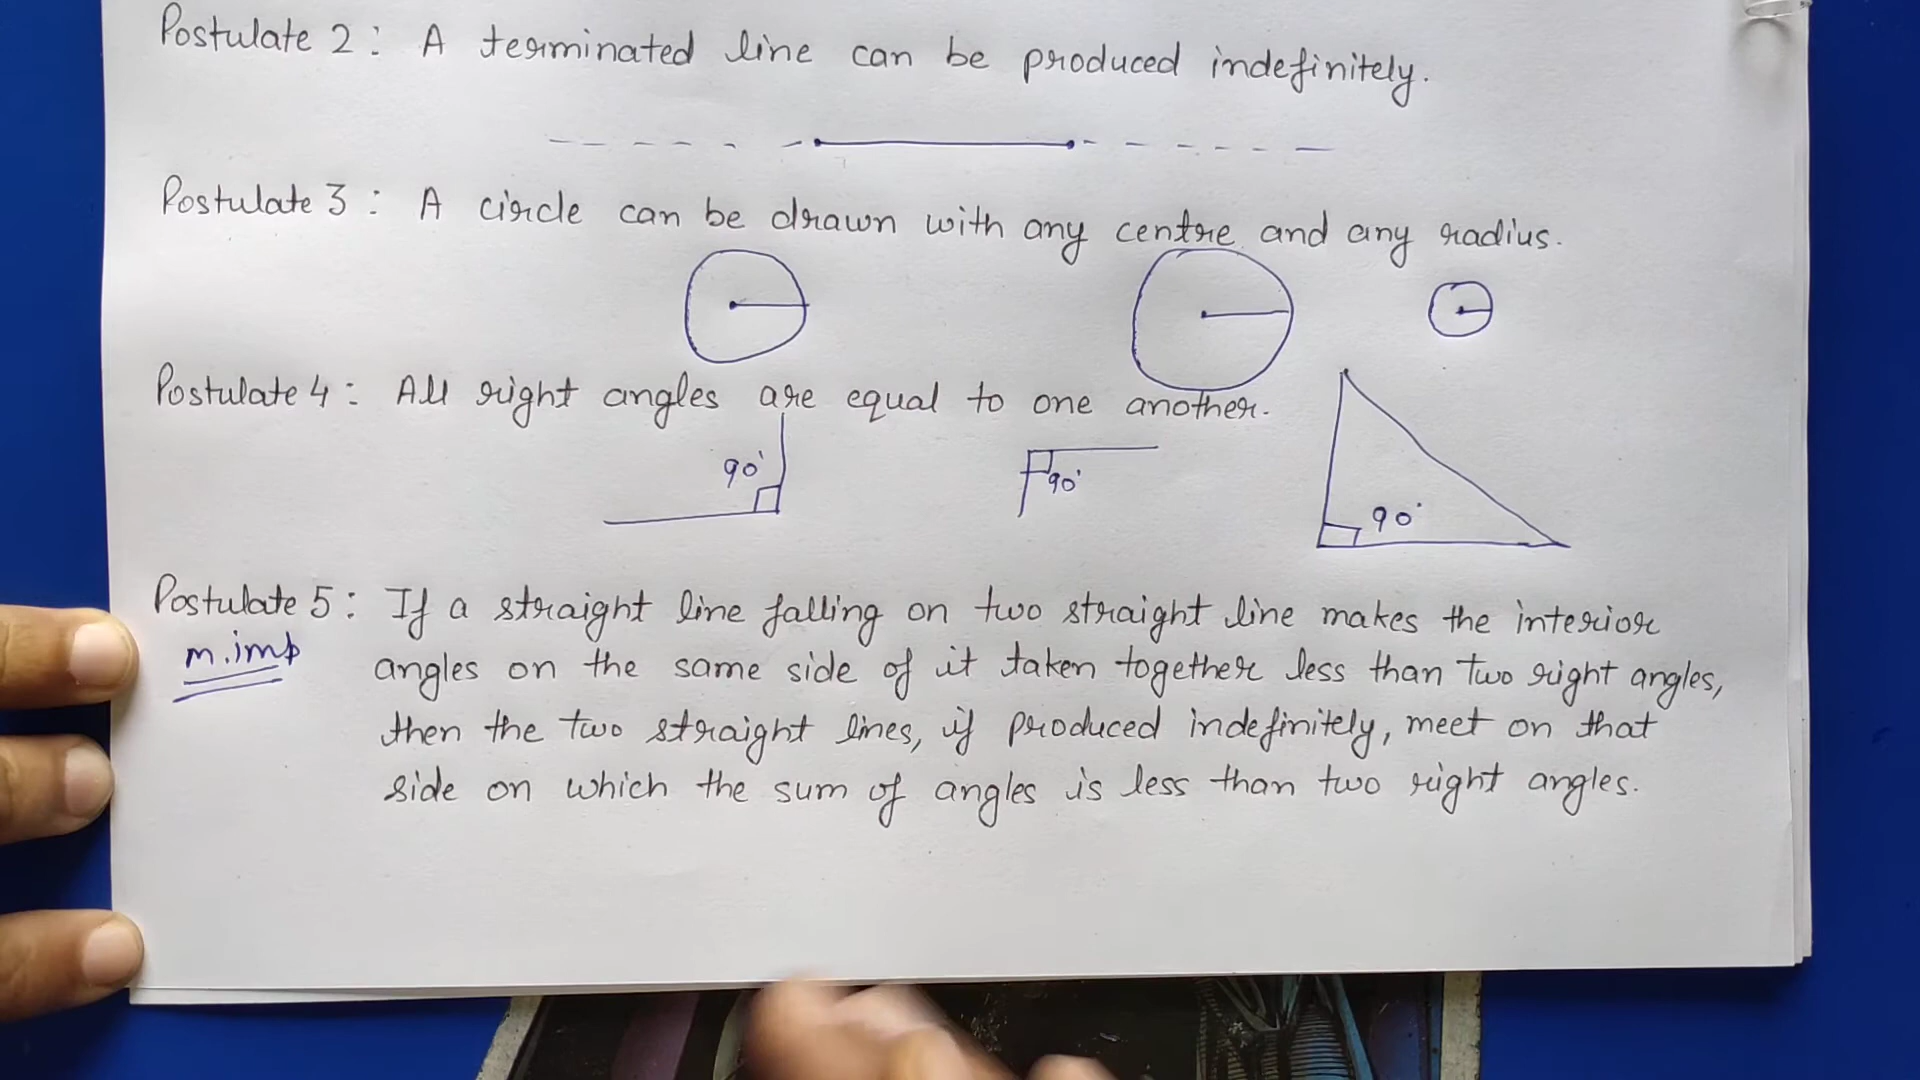 Postulate 2: A terminated line can be produced indefinitely.
Postulate 3: A circle can be drawn with any centre and any radius.
Postulate 4: All right angles are equal to one another.
90° 90° 90°
Postulate 5: If a straight line falling on two straight line makes the interior
m.imp angles on the same side of it taken together less than two right angles,
then the two straight lines, if produced indefinitely, meet on that
side on which the sum of angles is less than two right angles.